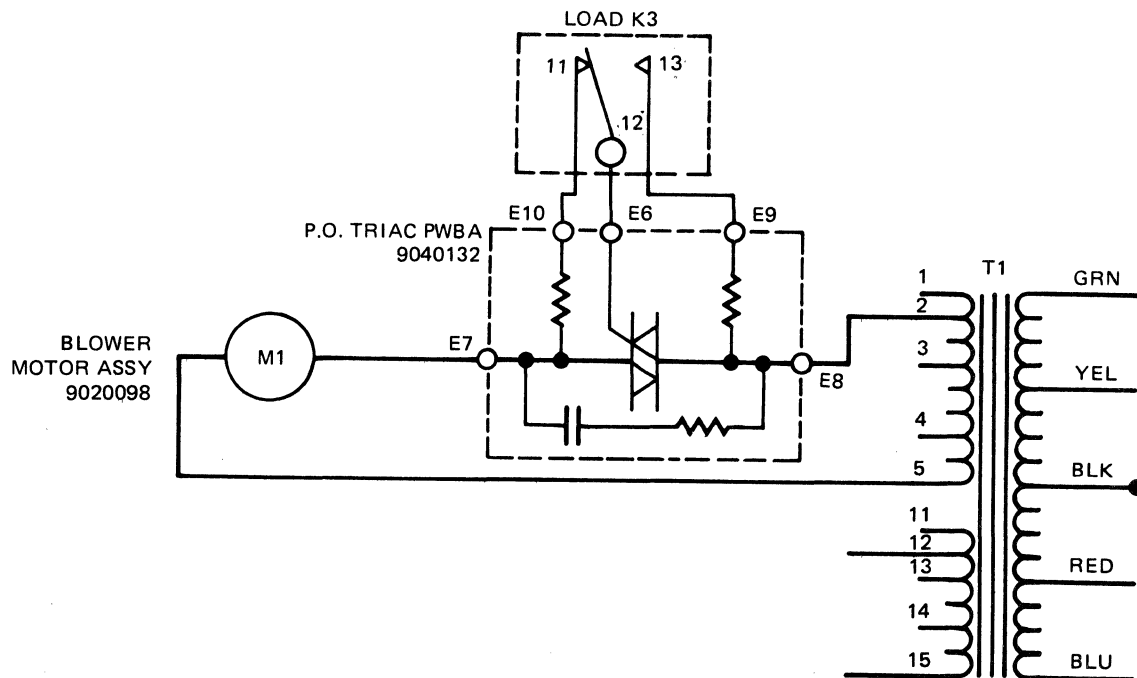 LOAD K3
11
13
12
E10
E6
E9
P.O. TRIAC PWBA
9040132
BLOWER
MOTOR ASSY
9020098
M1
E7
E8
T1
1
2
3
4
5
11
12
13
14
15
GRN
YEL
BLK
RED
BLU